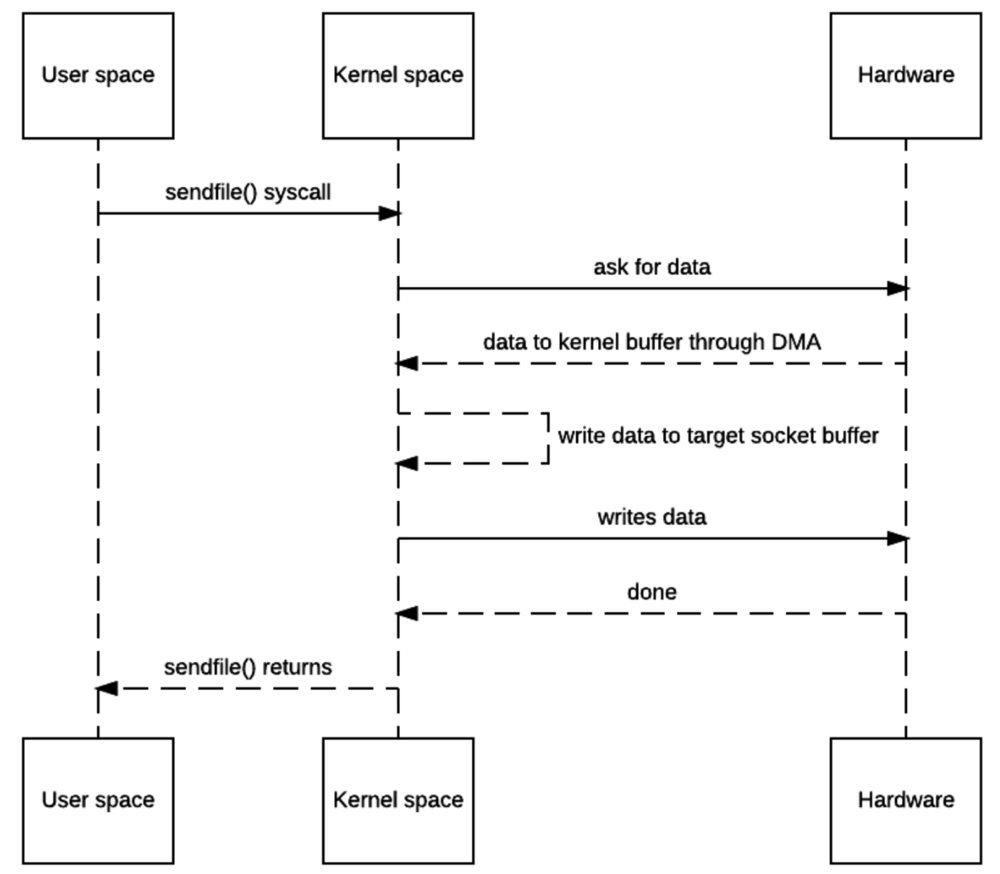 User space
Kernel space
Hardware
sendfile() syscall
ask for data
data to kernel buffer through DMA
write data to target socket buffer
writes data
done
sendfile() returns
User space
Kernel space
Hardware